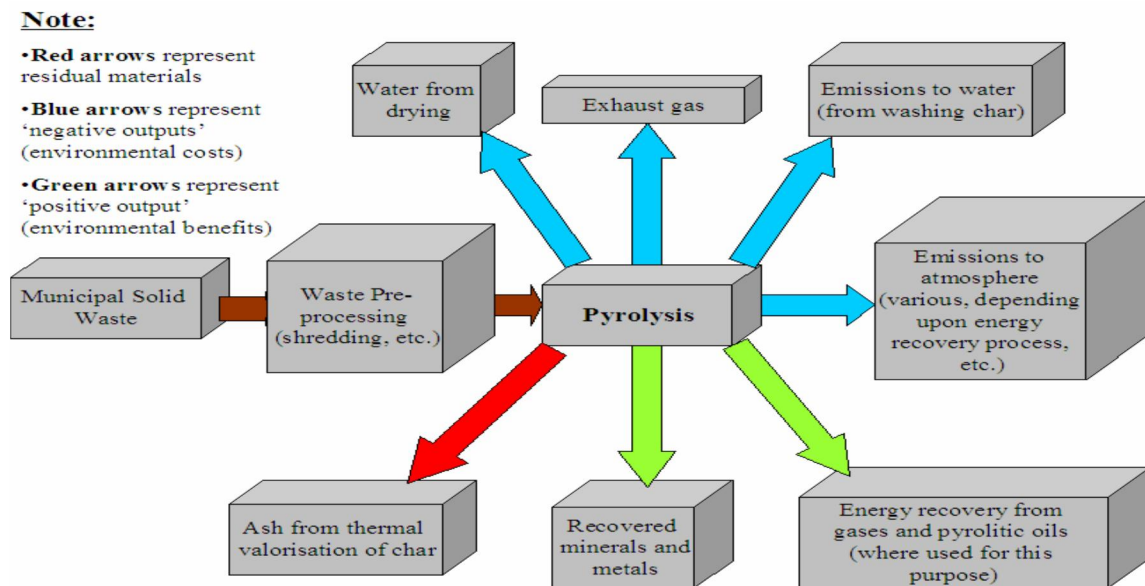 Note:
•Red arrows represent
residual materials
•Blue arrows represent
‘negative outputs’
(environmental costs)
•Green arrows represent
‘positive output’
(environmental benefits)
Water from
drying
Exhaust gas
Emissions to water
(from washing char)
Municipal Solid
Waste
Waste Pre-
processing
(shredding, etc.)
Pyrolysis
Emissions to
atmosphere
(various, depending
upon energy
recovery process,
etc.)
Ash from thermal
valorisation of char
Recovered
minerals and
metals
Energy recovery from
gases and pyrolitic oils
(where used for this
purpose)